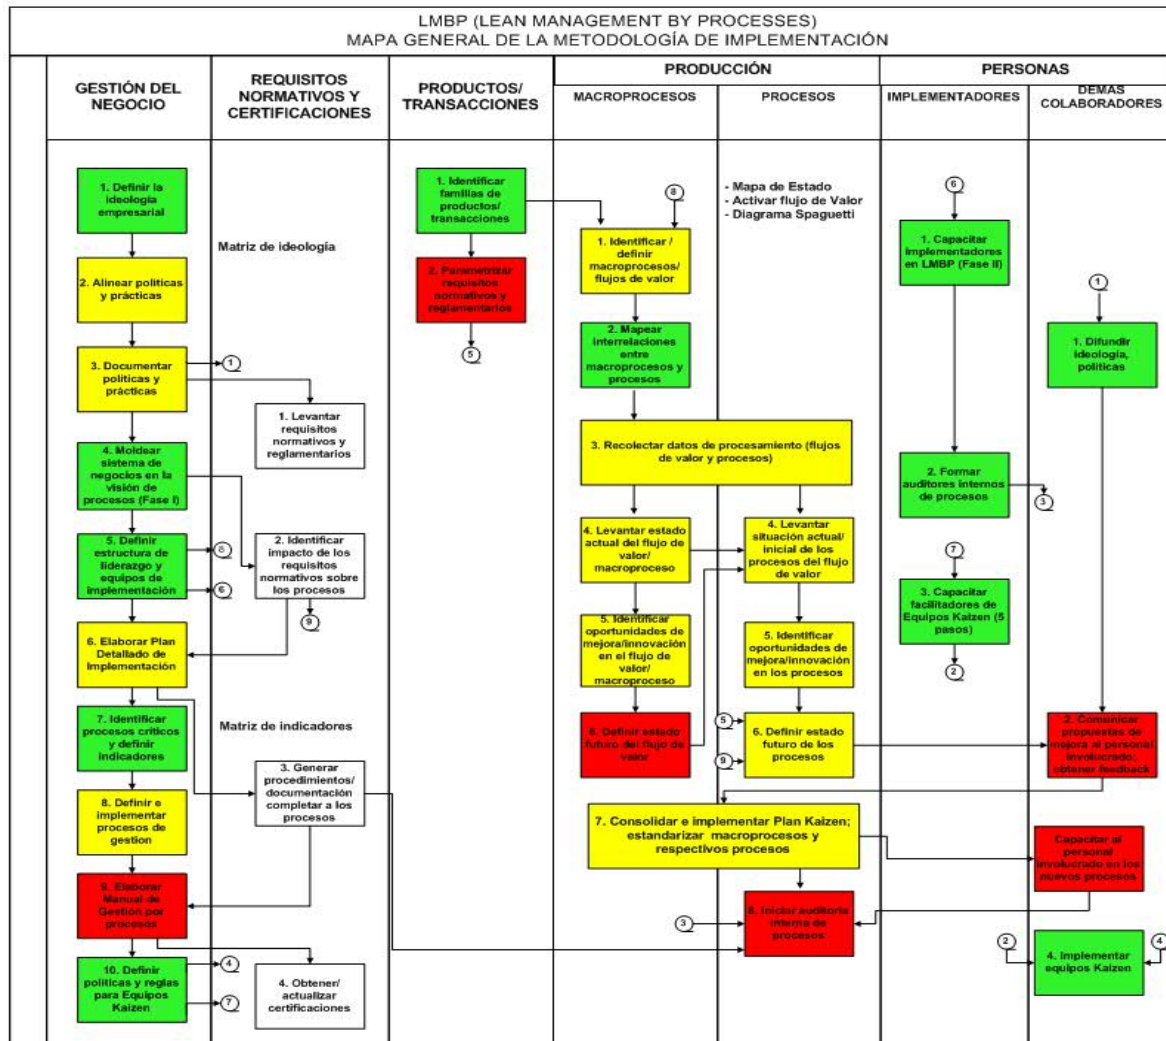 LMBP (LEAN MANAGEMENT BY PROCESSES)
MAPA GENERAL DE LA METODOLOGÍA DE IMPLEMENTACIÓN
GESTIÓN DEL
NEGOCIO
REQUISITOS
NORMATIVOS Y
CERTIFICACIONES
PRODUCTOS/
TRANSACCIONES
PRODUCCIÓN
MACROPROCESOS
PROCESOS
PERSONAS
IMPLEMENTADORES
DEMAS
COLABORADORES
1. Definir la
ideología
empresarial
Matriz de ideología
2. Alinear políticas
y prácticas
3. Documentar
políticas y
prácticas
1
4. Moldear
sistema de
negocios en la
visión de
procesos (Fase I)
5. Definir
estructura de
liderazgo y
equipos de
implementación
8
6
6. Elaborar Plan
Detallado de
Implementación
7. Identificar
procesos críticos
y definir
indicadores
Matriz de indicadores
8. Definir e
implementar
procesos de
gestion
9. Elaborar
Manual de
Gestión por
procesos
10. Definir
políticas y reglas
para Equipos
Kaizen
4
7
1. Levantar
requisitos
normativos y
reglamentarios
2. Identificar
impacto de los
requisitos
normativos sobre
los procesos
9
3. Generar
procedimientos/
documentación
completar a los
procesos
4. Obtener/
actualizar
certificaciones
1. Identificar
familias de
productos/
transacciones
2. Parametrizar
requisitos
normativos y
reglamentarios
5
8
- Mapa de Estado
- Activar flujo de Valor
- Diagrama Spaguetti
1. Identificar /
definir
macroprocesos/
flujos de valor
2. Mapear
interrelaciones
entre
macroprocesos y
procesos
3. Recolectar datos de procesamiento (flujos
de valor y procesos)
4. Levantar estado
actual del flujo de
valor/
macroproceso
4. Levantar
situación actual/
inicial de los
procesos del flujo
de valor
5. Identificar
oportunidades de
mejora/innovación
en el flujo de
valor/
macroproceso
5. Identificar
oportunidades de
mejora/innovación
en los procesos
6. Definir estado
futuro del flujo de
valor
5
9
6. Definir estado
futuro de los
procesos
7. Consolidar e implementar Plan Kaizen;
estandarizar macroprocesos y
respectivos procesos
3
8. Iniciar auditoría
interna de
procesos
6
1. Capacitar
implementadores
en LMBP (Fase II)
2. Formar
auditores internos
de procesos
3
7
3. Capacitar
facilitadores de
Equipos Kaizen (5
pasos)
2
1
1. Difundir
ideología,
políticas
2. Comunicar
propuestas de
mejora al personal
involucrado;
obtener feedback
Capacitar al
personal
involucrado en los
nuevos procesos
2
4
4. Implementar
equipos Kaizen